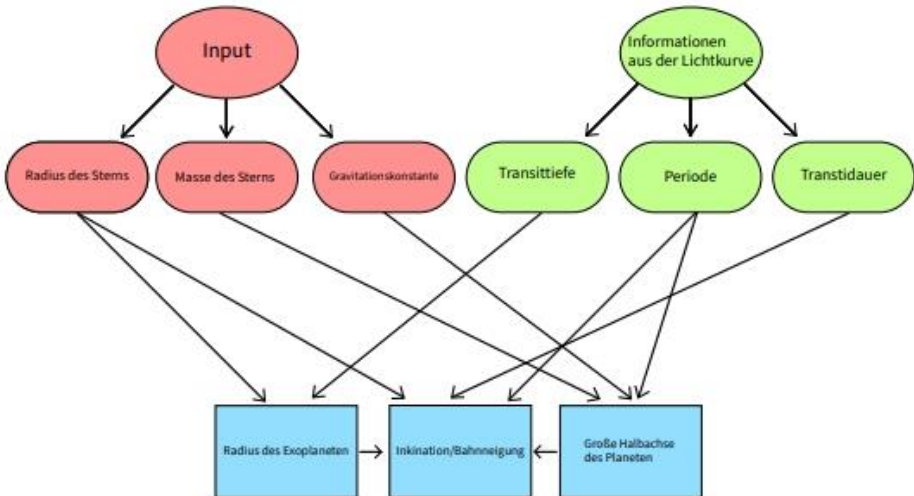 Input
Informationen
aus der Lichtkurve
Radius des Sterns
Masse des Sterns
Gravitationskonstante
Transittiefe
Periode
Transtidauer
Radius des Exoplaneten
Inkination/Bahnneigung
Große Halbachse
des Planeten